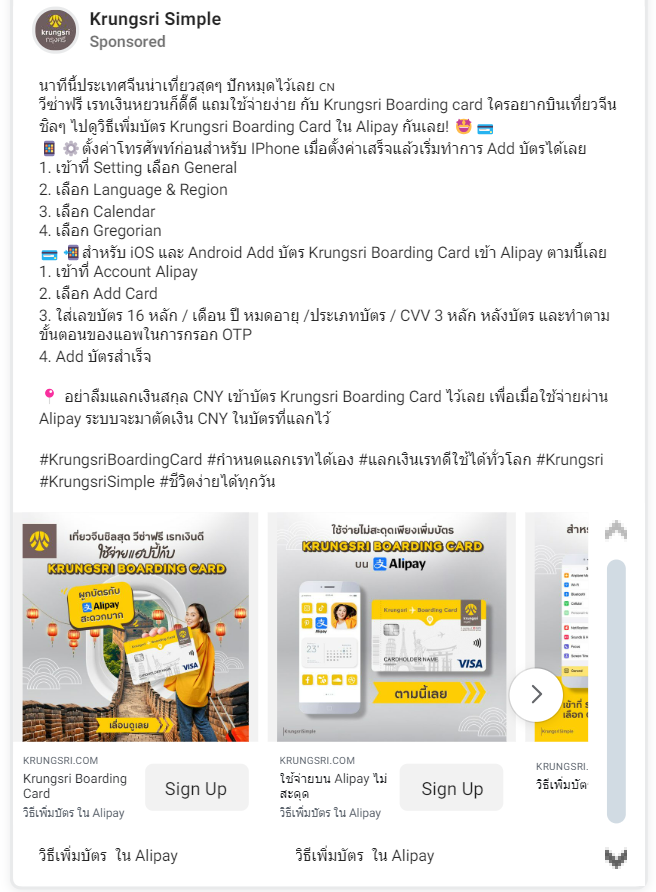 Krungsri Simple
Sponsored
krungsri
กรุงศรี
นาทีนี้ประเทศจีนน่าเที่ยวสุดๆ ปักหมุดไว้เลย CN
วีซ่าฟรี เรทเงินหยวนก็ดี๊ดี แถมใช้จ่ายง่าย กับ Krungsri Boarding card ใครอยากบินเที่ยวจีน
ชิลๆ ไปดูวิธีเพิ่มบัตร Krungsri Boarding Card ใน Alipay กันเลย! 🤩 💳
📱 ⚙️ ตั้งค่าโทรศัพท์ก่อนสำหรับ IPhone เมื่อตั้งค่าเสร็จแล้วเริ่มทำการ Add บัตรได้เลย
1. เข้าที่ Setting เลือก General
2. เลือก Language & Region
3. เลือก Calendar
4. เลือก Gregorian
💳 📲 สำหรับ iOS และ Android Add บัตร Krungsri Boarding Card เข้า Alipay ตามนี้เลย
1. เข้าที่ Account Alipay
2. เลือก Add Card
3. ใส่เลขบัตร 16 หลัก / เดือน ปี หมดอายุ /ประเภทบัตร / CVV 3 หลัก หลังบัตร และทำตาม
ขั้นตอนของแอพในการกรอก OTP
4. Add บัตรสำเร็จ
📍 อย่าลืมแลกเงินสกุล CNY เข้าบัตร Krungsri Boarding Card ไว้เลย เพื่อเมื่อใช้จ่ายผ่าน
Alipay ระบบจะมาตัดเงิน CNY ในบัตรที่แลกไว้
#KrungsriBoardingCard #กำหนดแลกเรทได้เอง #แลกเงินเรทดีใช้ได้ทั่วโลก #Krungsri
#KrungsriSimple #ชีวิตง่ายได้ทุกวัน
เที่ยวจีนชิลสุด วีซ่าฟรี เรทเงินดี
ใช้จ่ายแฮปปี้กับ
KRUNGSRI BOARDING CARD
ผูกบัตรกับ
Alipay
สะดวกมาก
CARDHOLDER NAME
VISA
เลื่อนดูเลย
KrungsriSimple
ใช้จ่ายไม่สะดุดเพียงเพิ่มบัตร
KRUNGSRI BOARDING CARD
บน Alipay
Alipay
23
Krungsri Boarding Card
krungsri
CARDHOLDER NAME
VISA
ตามนี้เลย
KrungsriSimple
สำห
เข้าที่ S
เลือก G
KrungsriSimple
KRUNGSRI.COM
Krungsri Boarding
Card
วิธีเพิ่มบัตร ใน Alipay
Sign Up
KRUNGSRI.COM
ใช้จ่ายบน Alipay ไม่
สะดุด
วิธีเพิ่มบัตร ใน Alipay
Sign Up
KRUNGSRI.
วิธีเพิ่มบัตร
วิธีเพิ่มบัตร ใน Alipay
วิธีเพิ่มบัตร ใน Alipay